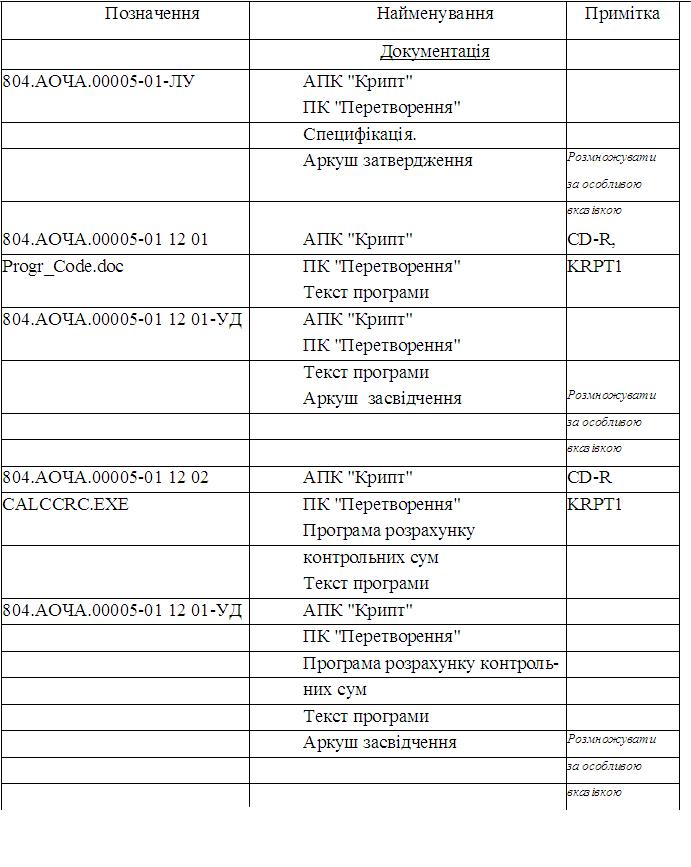 Позначення Найменування Примітка
Документація
804.АОЧА.00005-01-ЛУ АПК "Крипт"
ПК "Перетворення"
Специфікація.
Аркуш затвердження Розмножувати
за особливою
вказівкою
804.АОЧА.00005-01 12 01 АПК "Крипт" CD-R,
Progr_Code.doc ПК "Перетворення" KRPT1
Текст програми
804.АОЧА.00005-01 12 01-УД АПК "Крипт"
ПК "Перетворення"
Текст програми
Аркуш засвідчення Розмножувати
за особливою
вказівкою
804.АОЧА.00005-01 12 02 АПК "Крипт" CD-R
CALCCRC.EXE ПК "Перетворення" KRPT1
Програма розрахунку
контрольних сум
Текст програми
804.АОЧА.00005-01 12 01-УД АПК "Крипт"
ПК "Перетворення"
Програма розрахунку контроль-
них сум
Текст програми
Аркуш засвідчення Розмножувати
за особливою
вказівкою